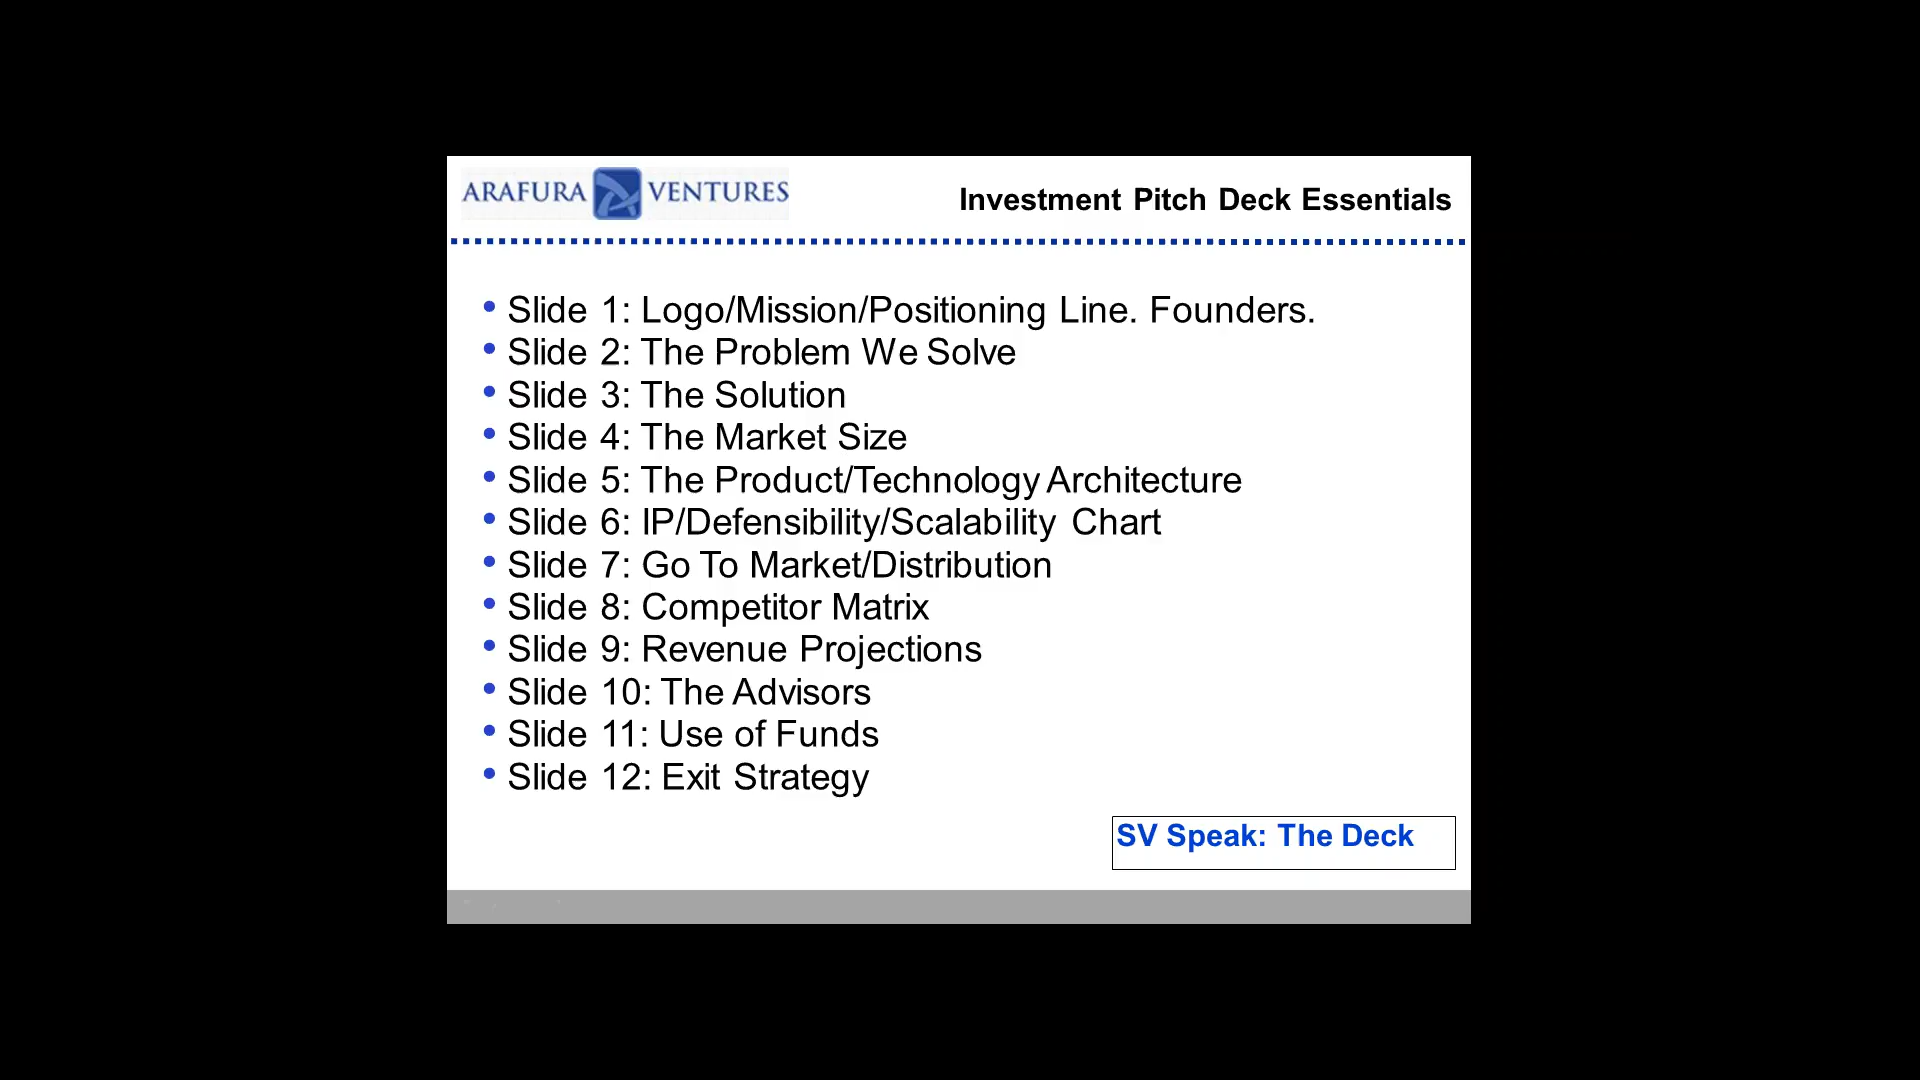 ARAFURA VENTURES
Investment Pitch Deck Essentials
• Slide 1: Logo/Mission/Positioning Line. Founders.
• Slide 2: The Problem We Solve
• Slide 3: The Solution
• Slide 4: The Market Size
• Slide 5: The Product/Technology Architecture
• Slide 6: IP/Defensibility/Scalability Chart
• Slide 7: Go To Market/Distribution
• Slide 8: Competitor Matrix
• Slide 9: Revenue Projections
• Slide 10: The Advisors
• Slide 11: Use of Funds
• Slide 12: Exit Strategy
SV Speak: The Deck